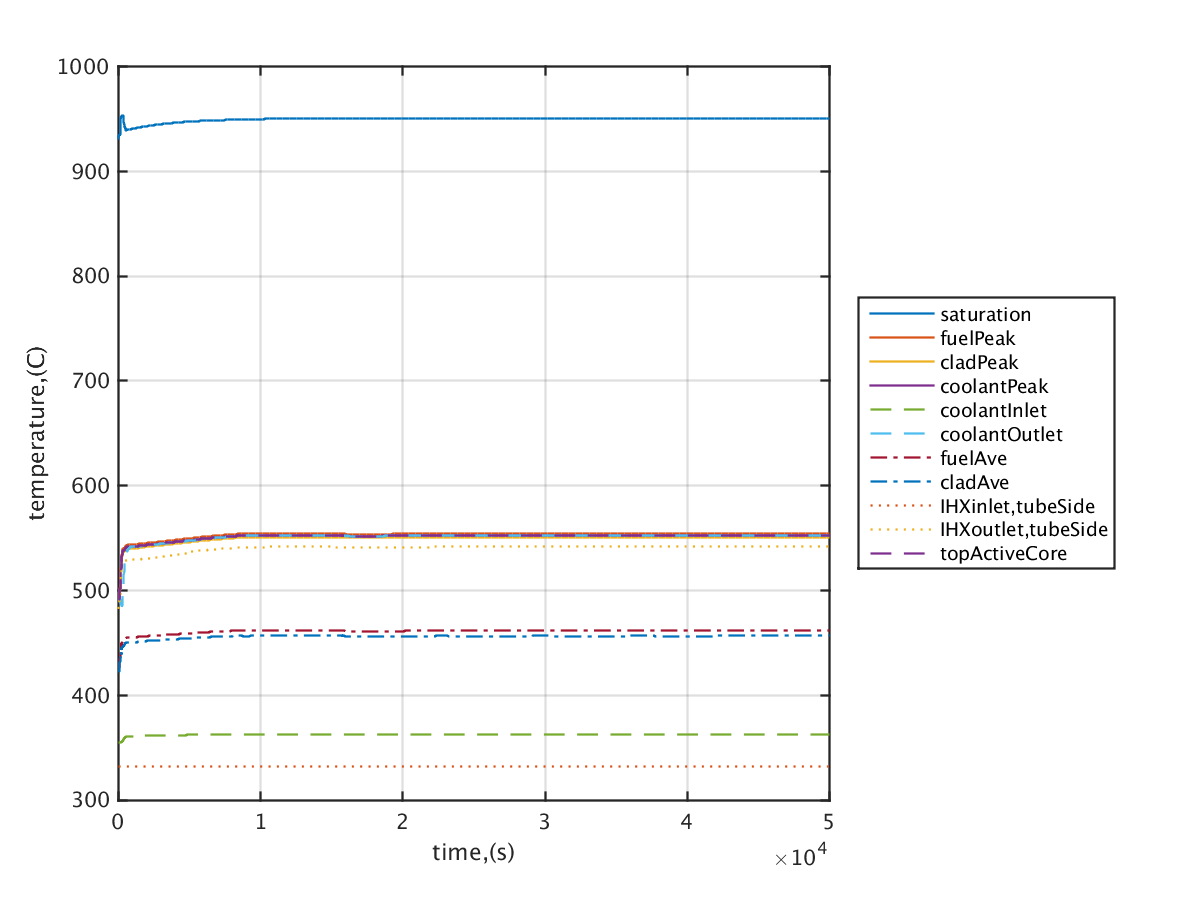 1000
900
800
700
600
500
400
300
temperature,(C)
0
1
2
3
4
5
×10^4
time,(s)
saturation
fuelPeak
cladPeak
coolantPeak
coolantInlet
coolantOutlet
fuelAve
cladAve
IHXinlet,tubeSide
IHXoutlet,tubeSide
topActiveCore